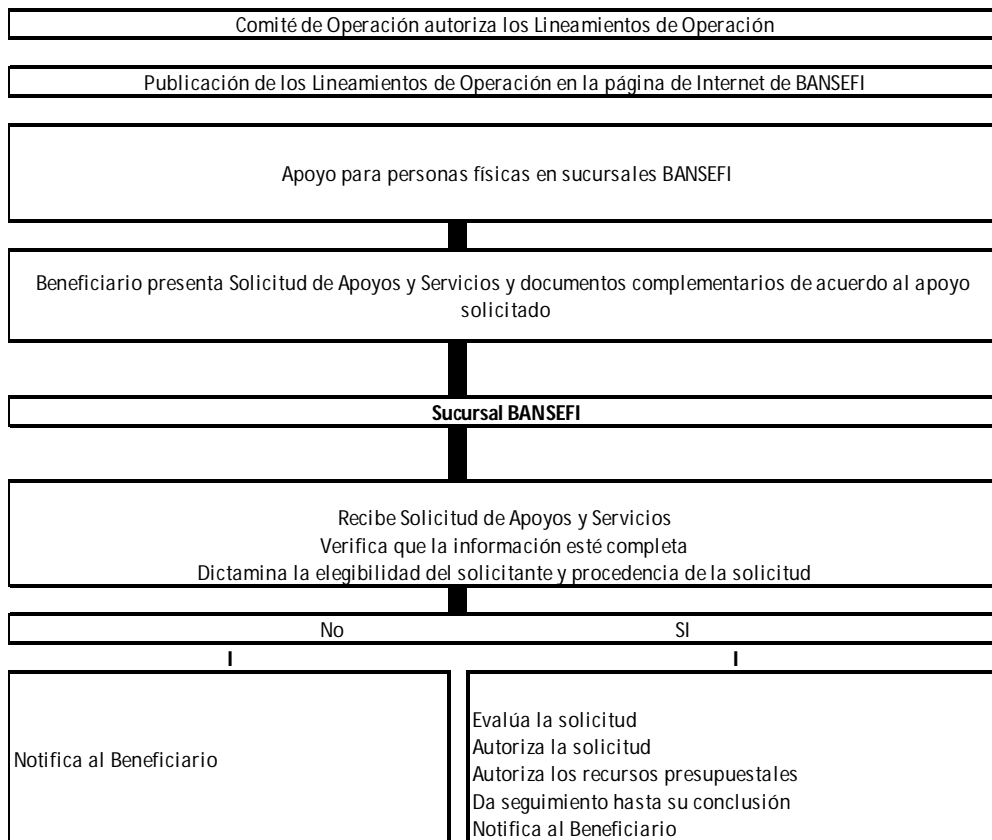 Comité de Operación autoriza los Lineamientos de Operación
Publicación de los Lineamientos de Operación en la página de Internet de BANSEFI
Apoyo para personas físicas en sucursales BANSEFI
Beneficiario presenta Solicitud de Apoyos y Servicios y documentos complementarios de acuerdo al apoyo
solicitado
Sucursal BANSEFI
Recibe Solicitud de Apoyos y Servicios
Verifica que la información esté completa
Dictamina la elegibilidad del solicitante y procedencia de la solicitud
No SI
Notifica al Beneficiario
Evalúa la solicitud
Autoriza la solicitud
Autoriza los recursos presupuestales
Da seguimiento hasta su conclusión
Notifica al Beneficiario